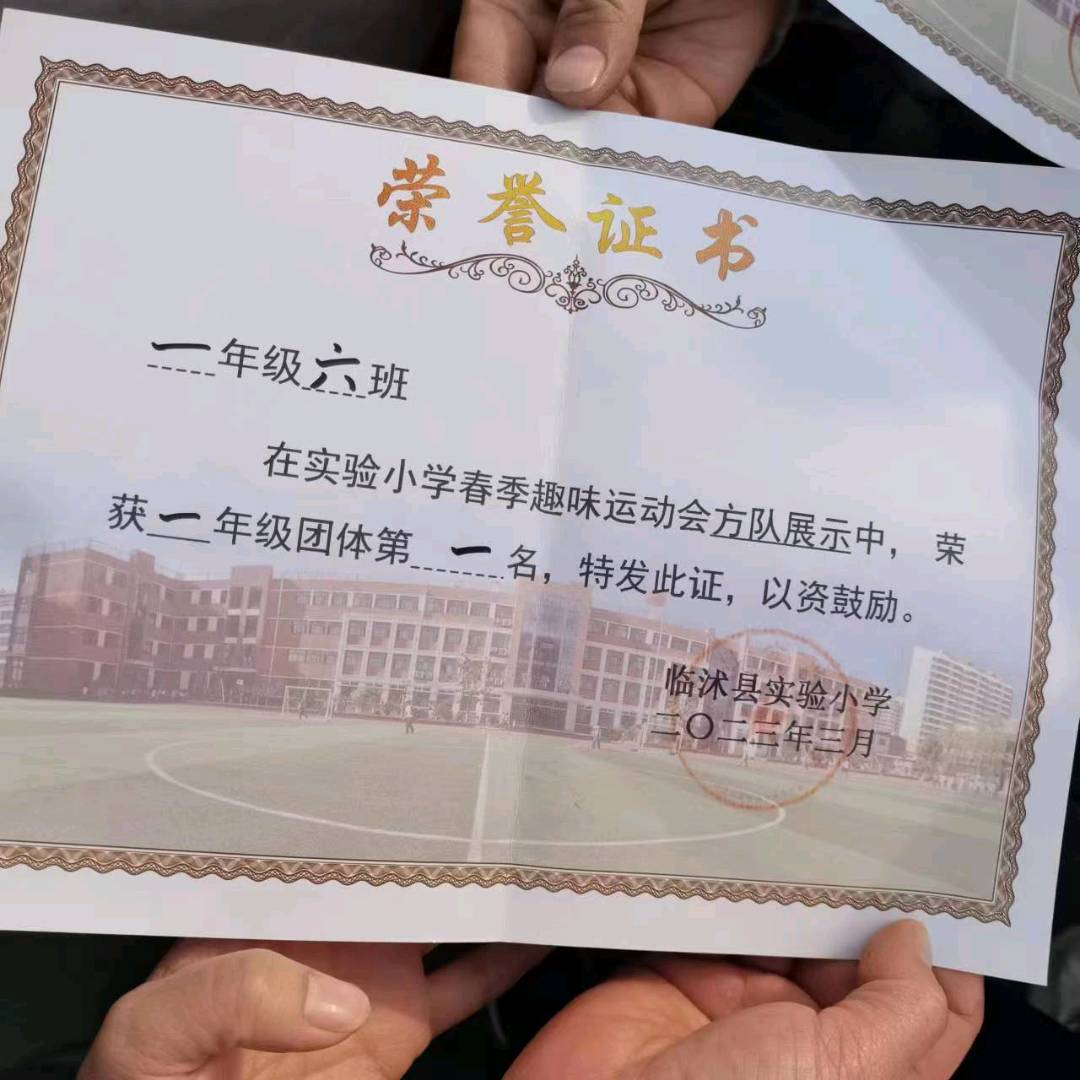 荣誉证书
一年级六班
在实验小学春季趣味运动会方队展示中，荣
获一年级团体第一名，特发此证，以资鼓励。
临沭县实验小学
二〇二三年三月